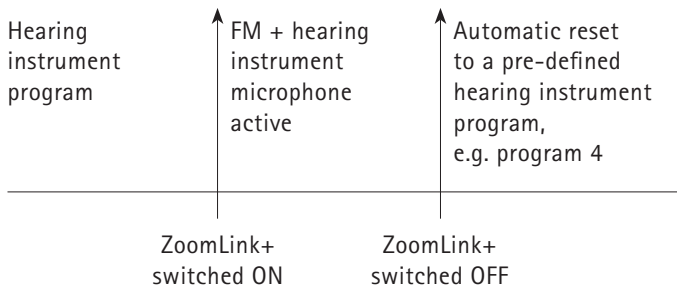 Hearing
instrument
program
FM + hearing
instrument
microphone
active
Automatic reset
to a pre-defined
hearing instrument
program,
e.g. program 4
ZoomLink+
switched ON
ZoomLink+
switched OFF